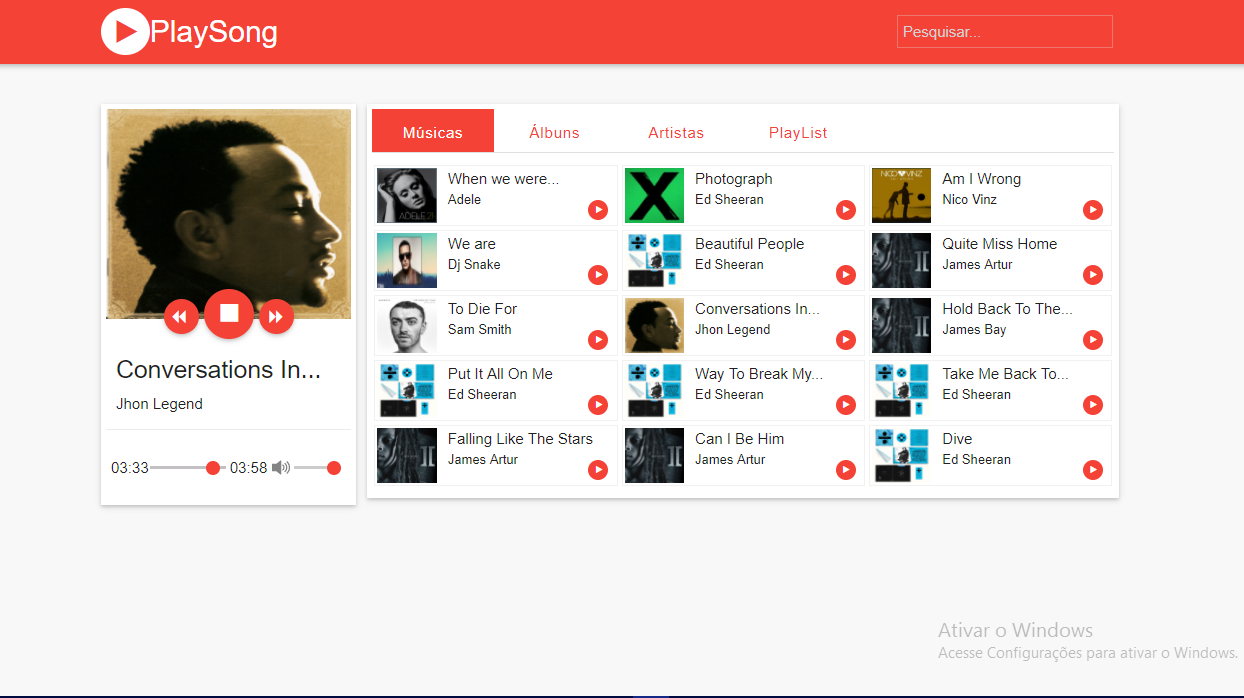 PlaySong
Pesquisar...
Conversations In...
Jhon Legend
03:33 03:58
Músicas Álbuns Artistas PlayList
When we were...
Adele
ADELE 21
Photograph
Ed Sheeran
X
Am I Wrong
Nico Vinz
NICO VINZ
We are
Dj Snake
Beautiful People
Ed Sheeran
Quite Miss Home
James Artur
To Die For
Sam Smith
Conversations In...
Jhon Legend
Hold Back To The...
James Bay
Put It All On Me
Ed Sheeran
Way To Break My...
Ed Sheeran
Take Me Back To...
Ed Sheeran
Falling Like The Stars
James Artur
Can I Be Him
James Artur
Dive
Ed Sheeran
Ativar o Windows
Acesse Configurações para ativar o Windows.